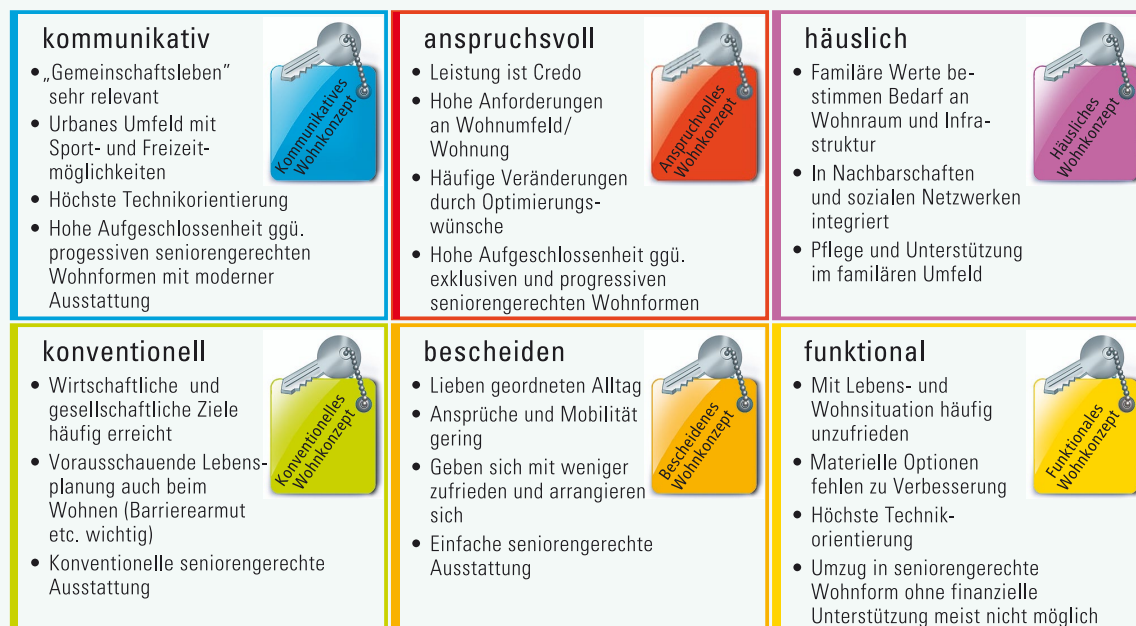 kommunikativ
• „Gemeinschaftsleben"
sehr relevant
• Urbanes Umfeld mit
Sport- und Freizeit-
möglichkeiten
• Höchste Technikorientierung
• Hohe Aufgeschlossenheit ggü.
progessiven seniorengerechten
Wohnformen mit moderner
Ausstattung
Kommunikatives
Wohnkonzept
anspruchsvoll
• Leistung ist Credo
• Hohe Anforderungen
an Wohnumfeld/
Wohnung
• Häufige Veränderungen
durch Optimierungs-
wünsche
• Hohe Aufgeschlossenheit ggü.
exklusiven und progressiven
seniorengerechten Wohnformen
Anspruchvolles
Wohnkonzept
häuslich
• Familäre Werte be-
stimmen Bedarf an
Wohnraum und Infra-
struktur
• In Nachbarschaften
und sozialen Netzwerken
integriert
• Pflege und Unterstützung
im familären Umfeld
Häusliches
Wohnkonzept
konventionell
• Wirtschaftliche und
gesellschaftliche Ziele
häufig erreicht
• Vorausschauende Lebens-
planung auch beim
Wohnen (Barrierearmut
etc. wichtig)
• Konventionelle seniorengerechte
Ausstattung
Konventionelles
Wohnkonzept
bescheiden
• Lieben geordneten Alltag
• Ansprüche und Mobilität
gering
• Geben sich mit weniger
zufrieden und arrangieren
sich
• Einfache seniorengerechte
Ausstattung
Bescheidenes
Wohnkonzept
funktional
• Mit Lebens- und
Wohnsituation häufig
unzufrieden
• Materielle Optionen
fehlen zu Verbesserung
• Höchste Technik-
orientierung
• Umzug in seniorengerechte
Wohnform ohne finanzielle
Unterstützung meist nicht möglich
Funktionales
Wohnkonzept